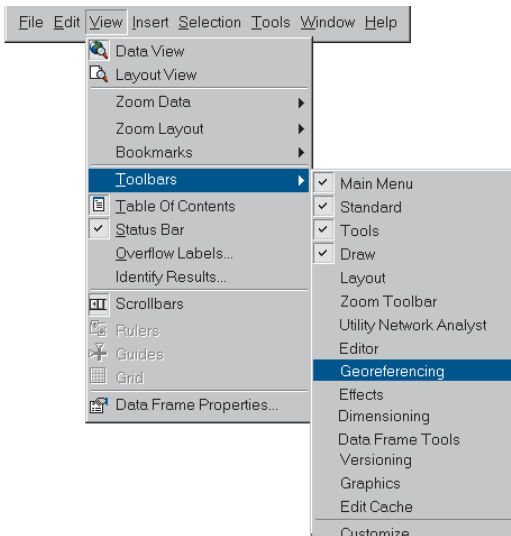 File Edit View Insert Selection Tools Window Help
Data View
Layout View
Zoom Data
Zoom Layout
Bookmarks
Toolbars
Table Of Contents
Status Bar
Overflow Labels...
Identify Results...
Scrollbars
Rulers
Guides
Grid
Data Frame Properties...
Main Menu
Standard
Tools
Draw
Layout
Zoom Toolbar
Utility Network Analyst
Editor
Georeferencing
Effects
Dimensioning
Data Frame Tools
Versioning
Graphics
Edit Cache
Customize